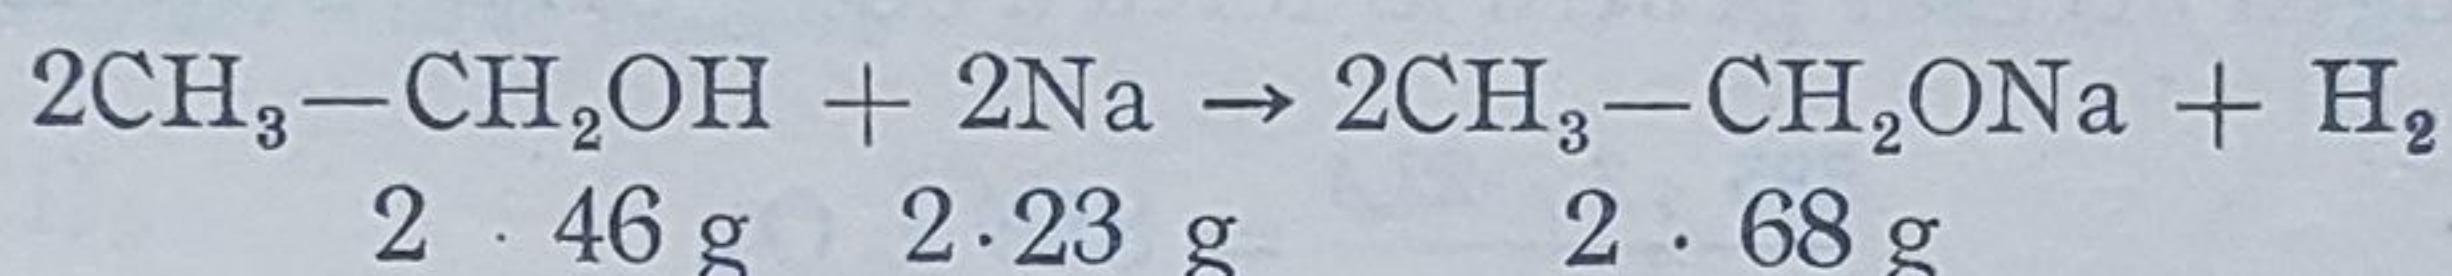 2CH₃—CH₂OH + 2Na → 2CH₃—CH₂ONa + H₂
2 · 46 g 2·23 g 2 · 68 g